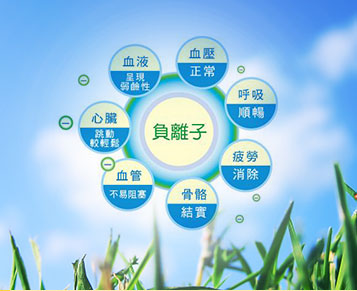 負離子
血壓
正常
呼吸
順暢
疲勞
消除
骨骼
結實
血管
不易阻塞
心臟
跳動
較輕鬆
血液
呈現
弱鹼性